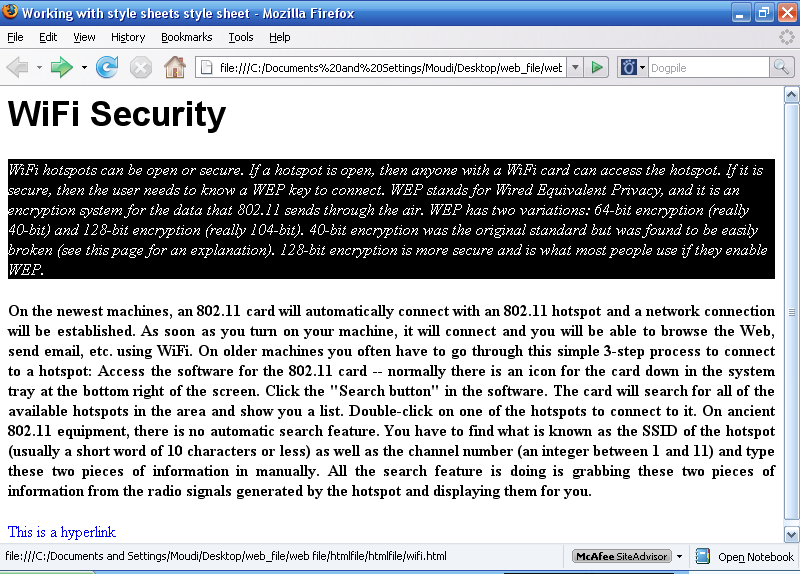 Working with style sheets style sheet - Mozilla Firefox
File Edit View History Bookmarks Tools Help
file:///C:/Documents%20and%20Settings/Moudi/Desktop/web_file/web Dogpile
WiFi Security
WiFi hotspots can be open or secure. If a hotspot is open, then anyone with a WiFi card can access the hotspot. If it is
secure, then the user needs to know a WEP key to connect. WEP stands for Wired Equivalent Privacy, and it is an
encryption system for the data that 802.11 sends through the air. WEP has two variations: 64-bit encryption (really
40-bit) and 128-bit encryption (really 104-bit). 40-bit encryption was the original standard but was found to be easily
broken (see this page for an explanation). 128-bit encryption is more secure and is what most people use if they enable
WEP.
On the newest machines, an 802.11 card will automatically connect with an 802.11 hotspot and a network connection
will be established. As soon as you turn on your machine, it will connect and you will be able to browse the Web,
send email, etc. using WiFi. On older machines you often have to go through this simple 3-step process to connect
to a hotspot: Access the software for the 802.11 card -- normally there is an icon for the card down in the system
tray at the bottom right of the screen. Click the "Search button" in the software. The card will search for all of the
available hotspots in the area and show you a list. Double-click on one of the hotspots to connect to it. On ancient
802.11 equipment, there is no automatic search feature. You have to find what is known as the SSID of the hotspot
(usually a short word of 10 characters or less) as well as the channel number (an integer between 1 and 11) and type
these two pieces of information in manually. All the search feature is doing is grabbing these two pieces of
information from the radio signals generated by the hotspot and displaying them for you.
This is a hyperlink
file:///C:/Documents and Settings/Moudi/Desktop/web_file/web file/htmlfile/htmlfile/wifi.html McAfee SiteAdvisor Open Notebook